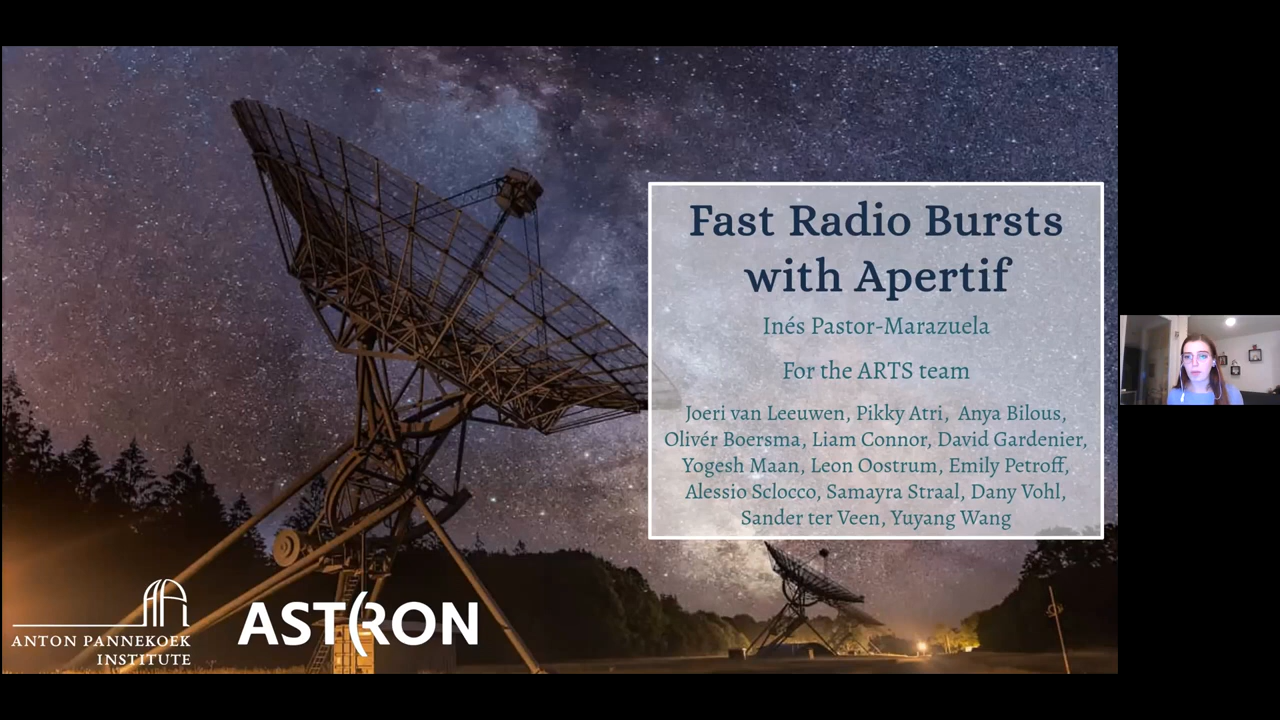 Fast Radio Bursts
with Apertif
Inés Pastor-Marazuela
For the ARTS team
Joeri van Leeuwen, Pikky Atri, Anya Bilous,
Olivér Boersma, Liam Connor, David Gardenier,
Yogesh Maan, Leon Oostrum, Emily Petroff,
Alessio Sclocco, Samayra Straal, Dany Vohl,
Sander ter Veen, Yuyang Wang
ANTON PANNEKOEK
INSTITUTE
ASTRON